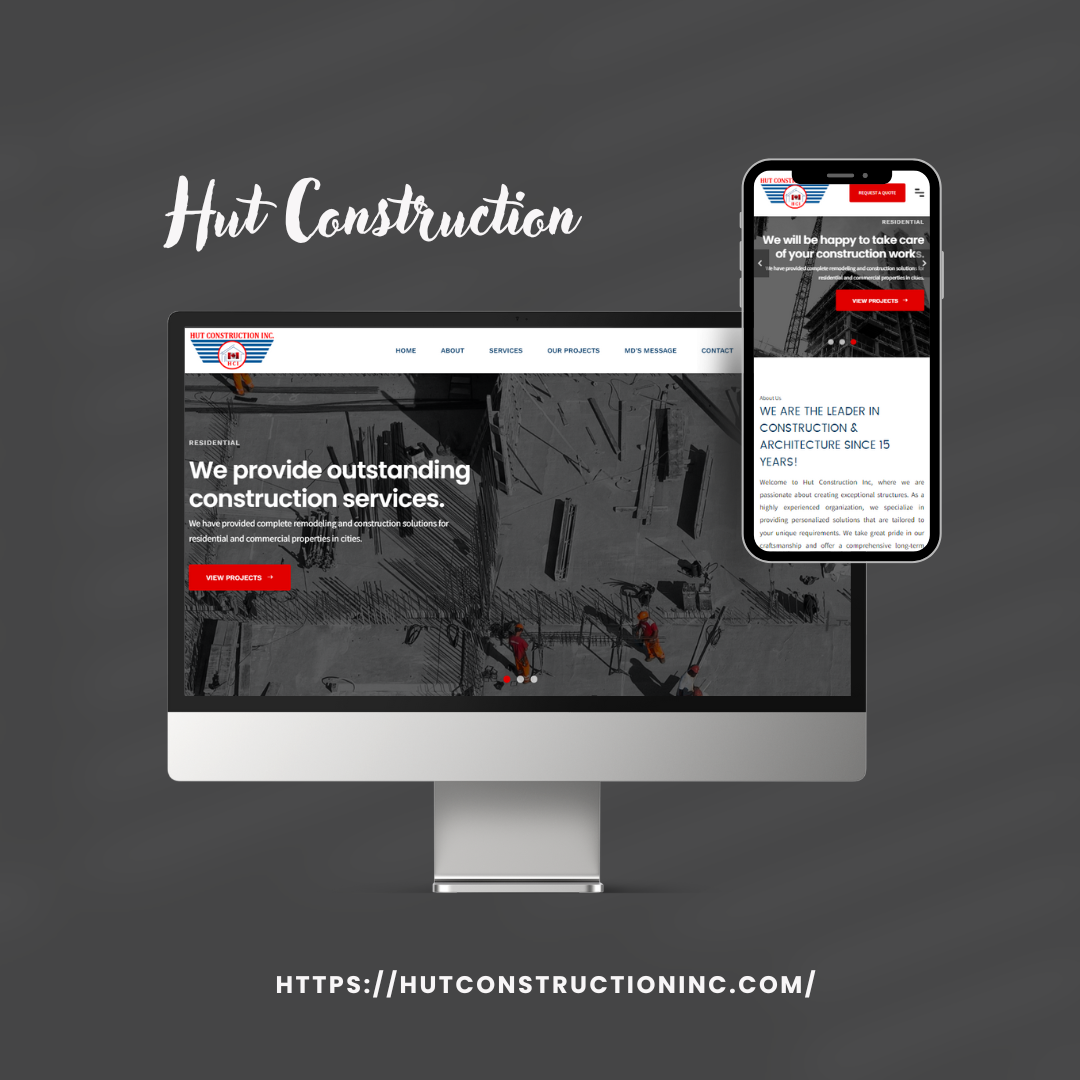 Hut Construction
HUT CONSTRUCTION INC.
HCI
HOME
ABOUT
SERVICES
OUR PROJECTS
MD'S MESSAGE
CONTACT
RESIDENTIAL
We provide outstanding
construction services.
We have provided complete remodeling and construction solutions for
residential and commercial properties in cities.
VIEW PROJECTS →
HUT CONST
HCI
REQUEST A QUOTE
RESIDENTIAL
We will be happy to take care
of your construction works.
We have provided complete remodeling and construction solutions for
residential and commercial properties in cities.
VIEW PROJECTS →
About Us
WE ARE THE LEADER IN
CONSTRUCTION &
ARCHITECTURE SINCE 15
YEARS!
Welcome to Hut Construction Inc, where we are
passionate about creating exceptional structures. As a
highly experienced organization, we specialize in
providing personalized solutions that are tailored to
your unique requirements. We take great pride in our
craftsmanship and offer a comprehensive long-term
HTTPS://HUTCONSTRUCTIONINC.COM/